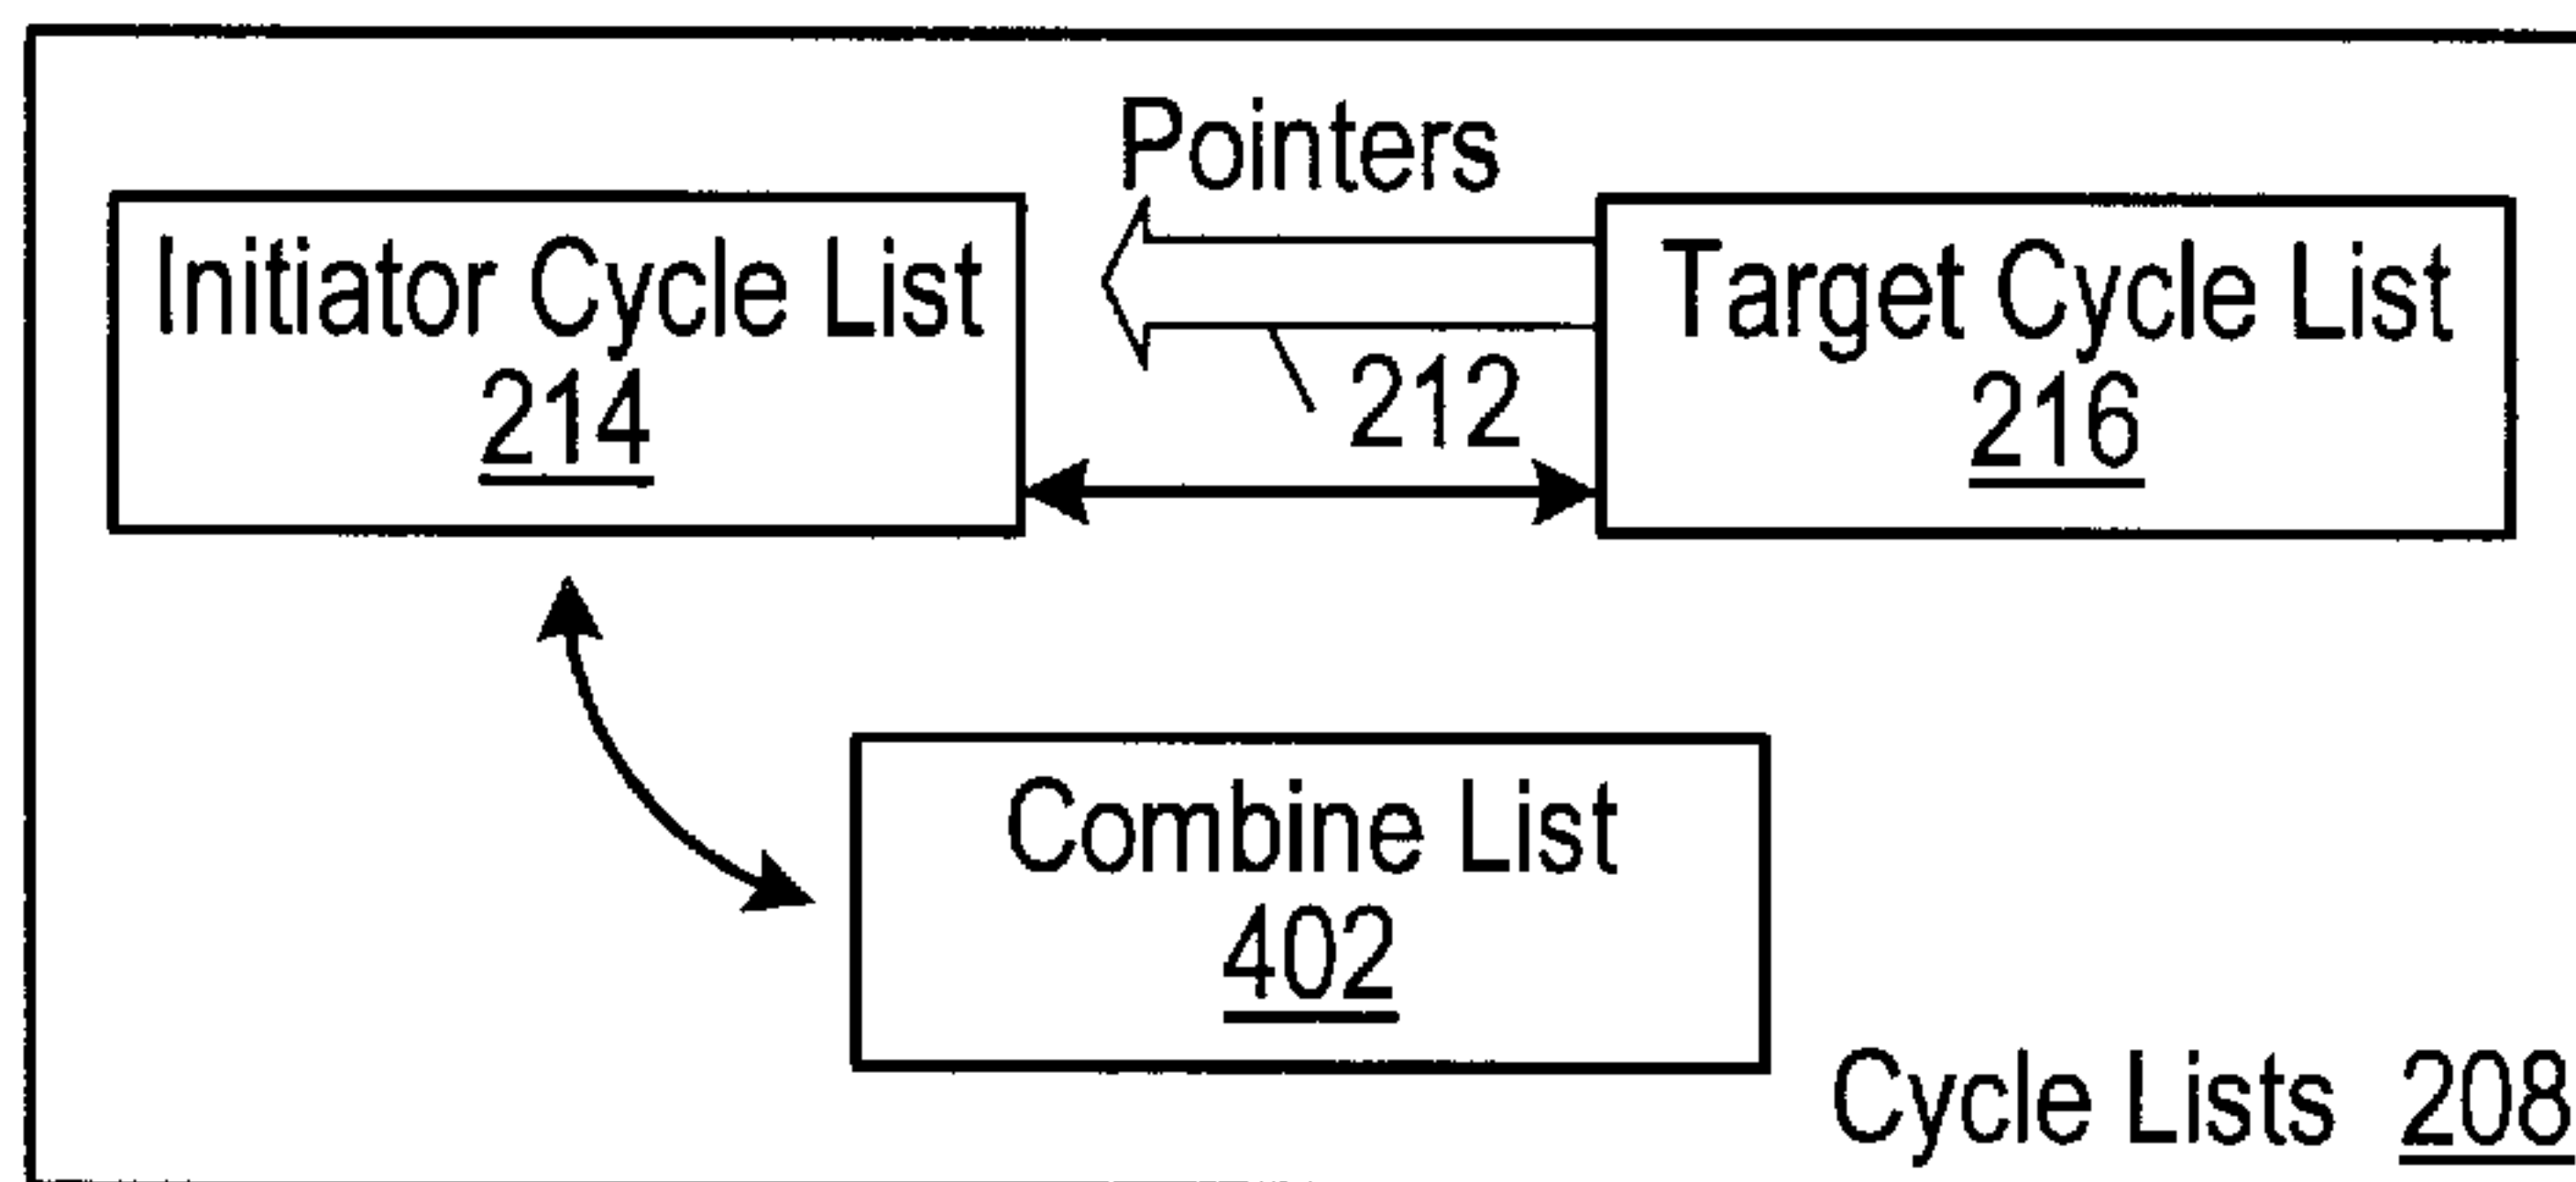 Pointers
Initiator Cycle List
214
212
Target Cycle List
216
Combine List
402
Cycle Lists 208